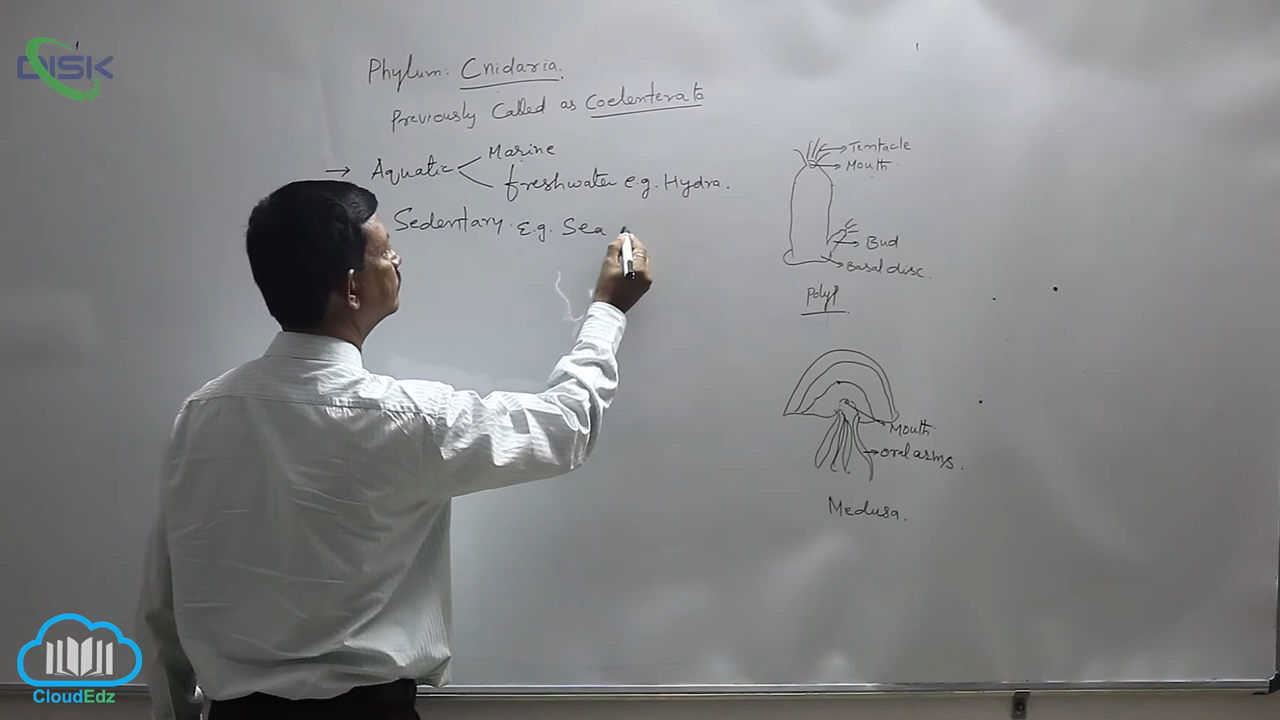 DISK
Phylum: Cnidaria.
Previously Called as Coelenterata
→ Aquatic
Marine
freshwater e.g. Hydra.
Sedentary. E.g. Sea
Tentacle
Mouth
Bud
Basal disc.
Polyp
Mouth
oral arms
Medusa.
CloudEdz